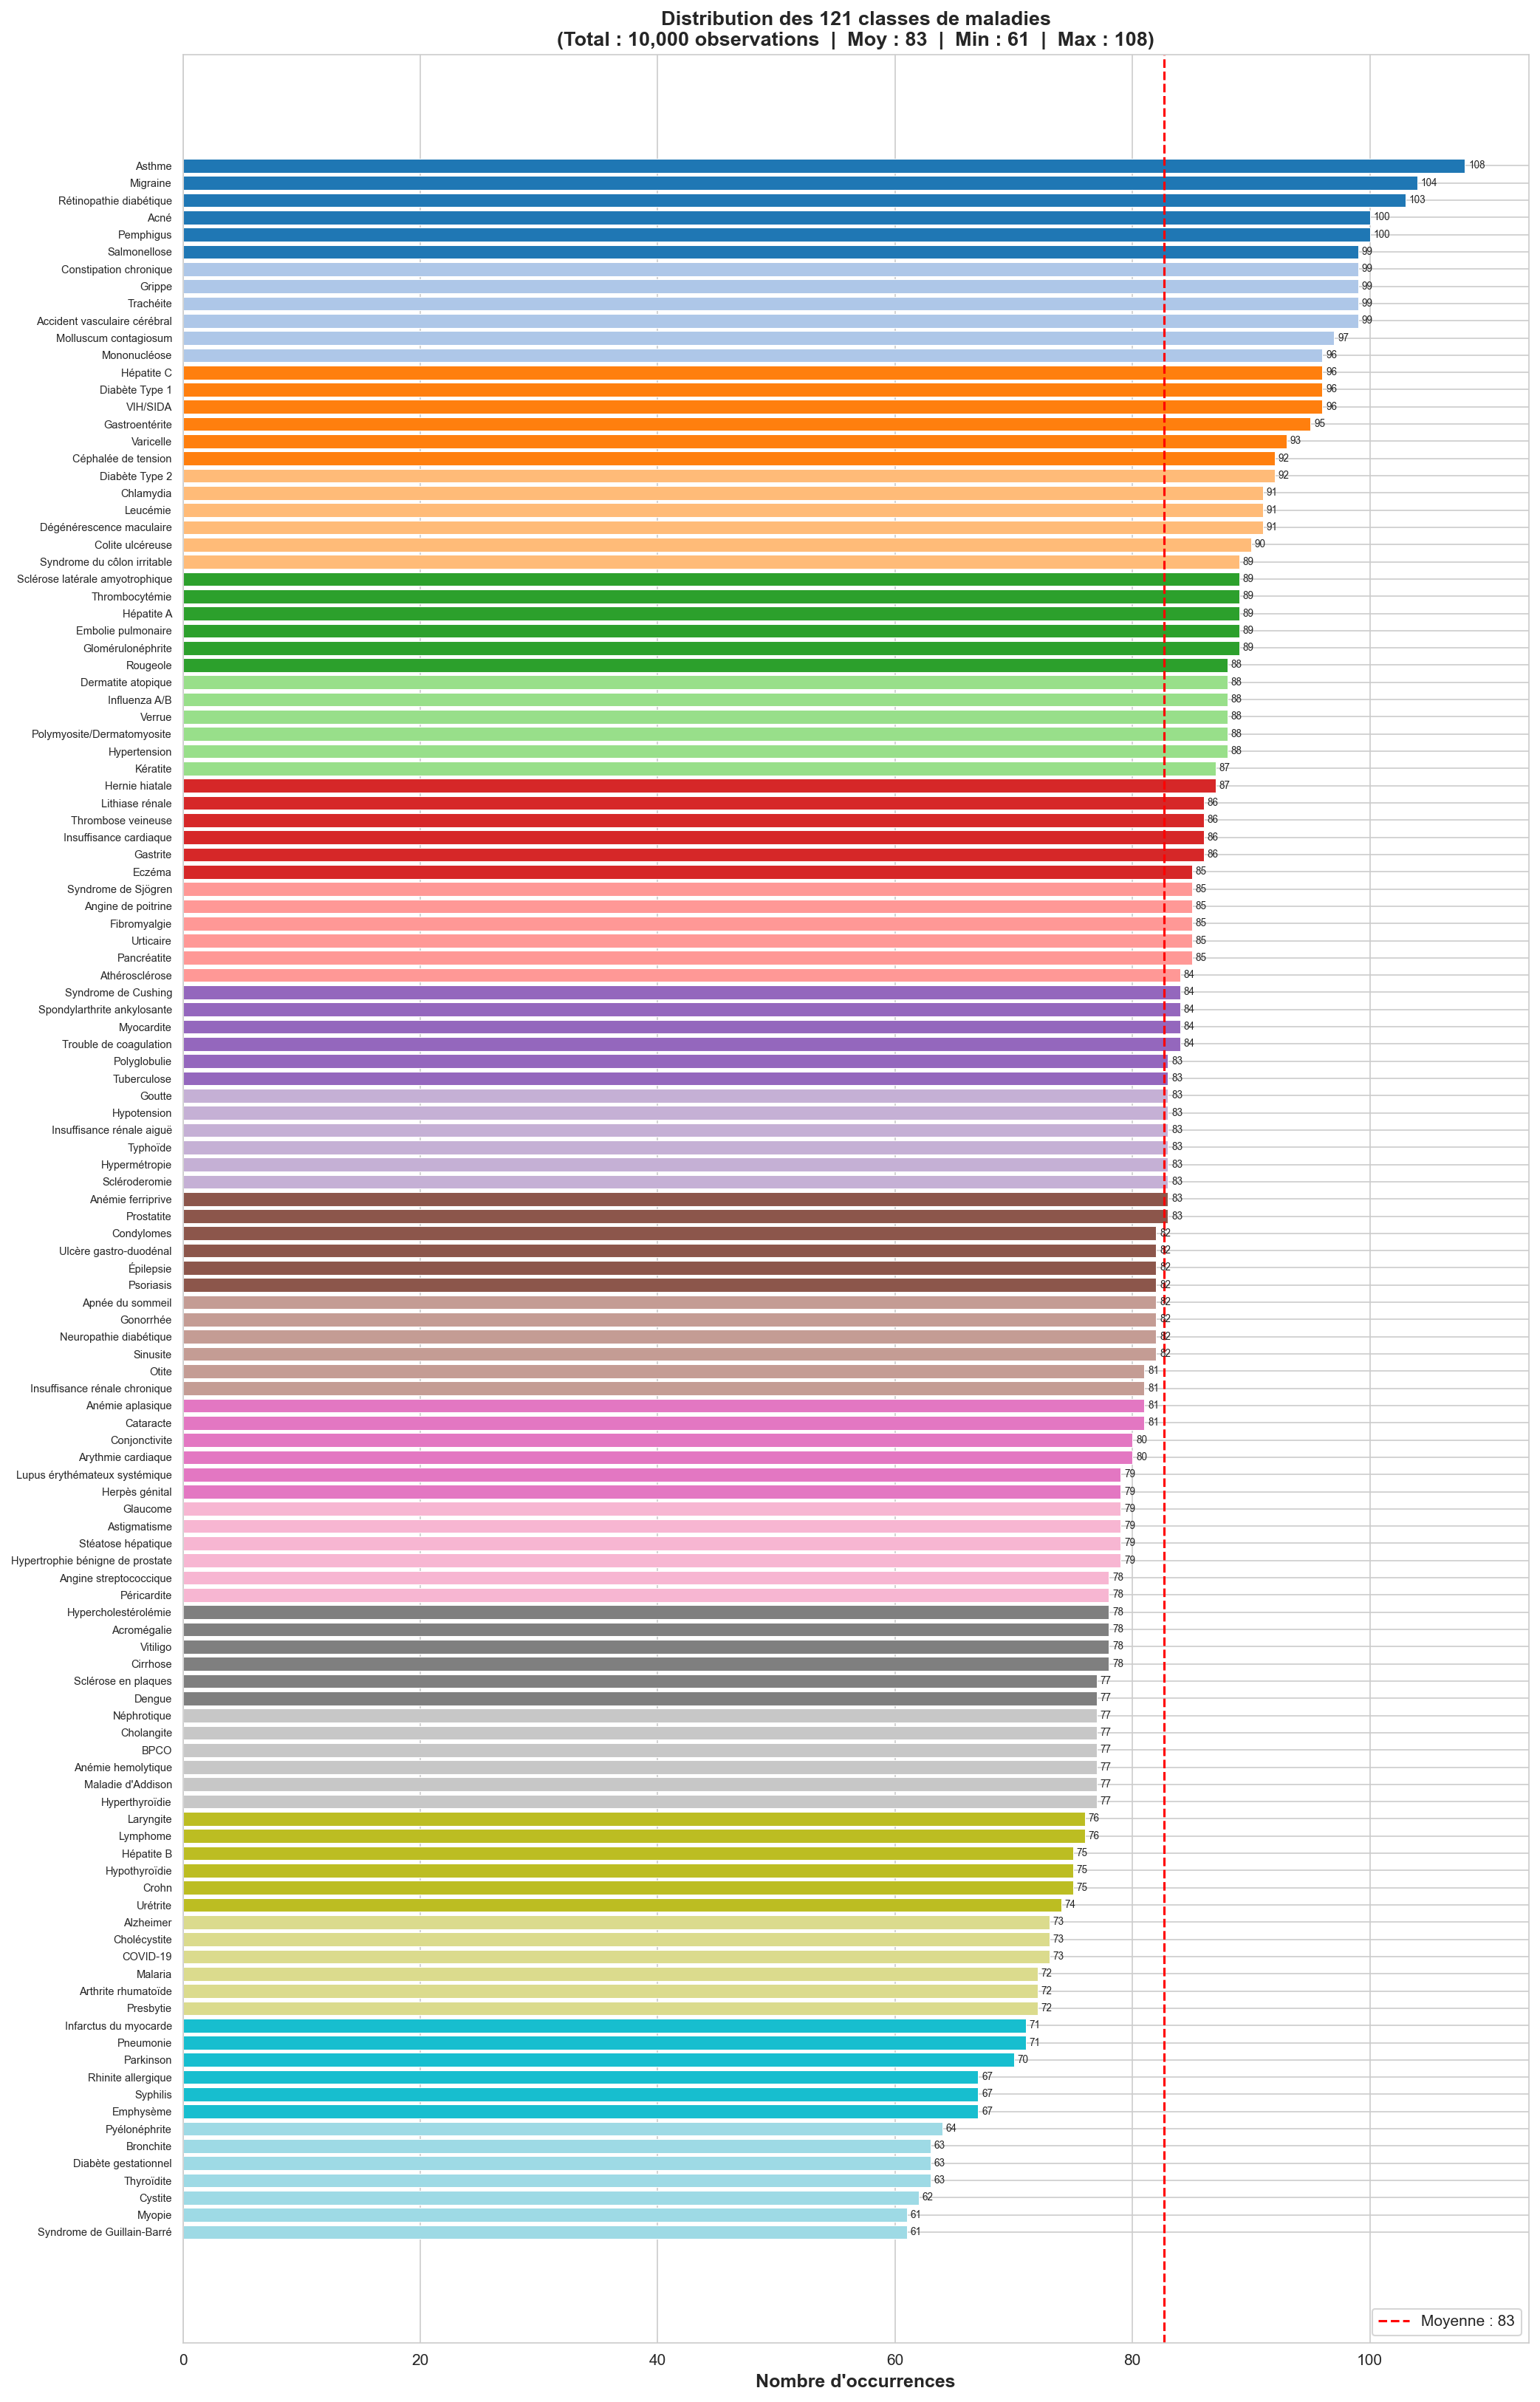 Distribution des 121 classes de maladies
(Total : 10,000 observations | Moy : 83 | Min : 61 | Max : 108)
Asthme 108
Migraine 104
Rétinopathie diabétique 103
Acné 100
Pemphigus 100
Salmonellose 99
Constipation chronique 99
Grippe 99
Trachéite 99
Accident vasculaire cérébral 99
Molluscum contagiosum 97
Mononucléose 96
Hépatite C 96
Diabète Type 1 96
VIH/SIDA 96
Gastroentérite 95
Varicelle 93
Céphalée de tension 92
Diabète Type 2 92
Chlamydia 91
Leucémie 91
Dégénérescence maculaire 91
Colite ulcéreuse 90
Syndrome du côlon irritable 89
Sclérose latérale amyotrophique 89
Thrombocytémie 89
Hépatite A 89
Embolie pulmonaire 89
Glomérulonéphrite 89
Rougeole 88
Dermatite atopique 88
Influenza A/B 88
Verrue 88
Polymyosite/Dermatomyosite 88
Hypertension 88
Kératite 87
Hernie hiatale 87
Lithiase rénale 86
Thrombose veineuse 86
Insuffisance cardiaque 86
Gastrite 86
Eczéma 85
Syndrome de Sjögren 85
Angine de poitrine 85
Fibromyalgie 85
Urticaire 85
Pancréatite 85
Athérosclérose 84
Syndrome de Cushing 84
Spondylarthrite ankylosante 84
Myocardite 84
Trouble de coagulation 84
Polyglobulie 83
Tuberculose 83
Goutte 83
Hypotension 83
Insuffisance rénale aiguë 83
Typhoïde 83
Hypermétropie 83
Scléroderomie 83
Anémie ferriprive 83
Prostatite 83
Condylomes 82
Ulcère gastro-duodénal 82
Épilepsie 82
Psoriasis 82
Apnée du sommeil 82
Gonorrhée 82
Neuropathie diabétique 82
Sinusite 82
Otite 81
Insuffisance rénale chronique 81
Anémie aplasique 81
Cataracte 81
Conjonctivite 80
Arythmie cardiaque 80
Lupus érythémateux systémique 79
Herpès génital 79
Glaucome 79
Astigmatisme 79
Stéatose hépatique 79
Hypertrophie bénigne de prostate 79
Angine streptococcique 78
Péricardite 78
Hypercholestérolémie 78
Acromégalie 78
Vitiligo 78
Cirrhose 78
Sclérose en plaques 77
Dengue 77
Néphrotique 77
Cholangite 77
BPCO 77
Anémie hemolytique 77
Maladie d'Addison 77
Hyperthyroïdie 77
Laryngite 76
Lymphome 76
Hépatite B 75
Hypothyroïdie 75
Crohn 75
Urétrite 74
Alzheimer 73
Cholécystite 73
COVID-19 73
Malaria 72
Arthrite rhumatoïde 72
Presbytie 72
Infarctus du myocarde 71
Pneumonie 71
Parkinson 70
Rhinite allergique 67
Syphilis 67
Emphysème 67
Pyélonéphrite 64
Bronchite 63
Diabète gestationnel 63
Thyroïdite 63
Cystite 62
Myopie 61
Syndrome de Guillain-Barré 61
Moyenne : 83
0 20 40 60 80 100
Nombre d'occurrences